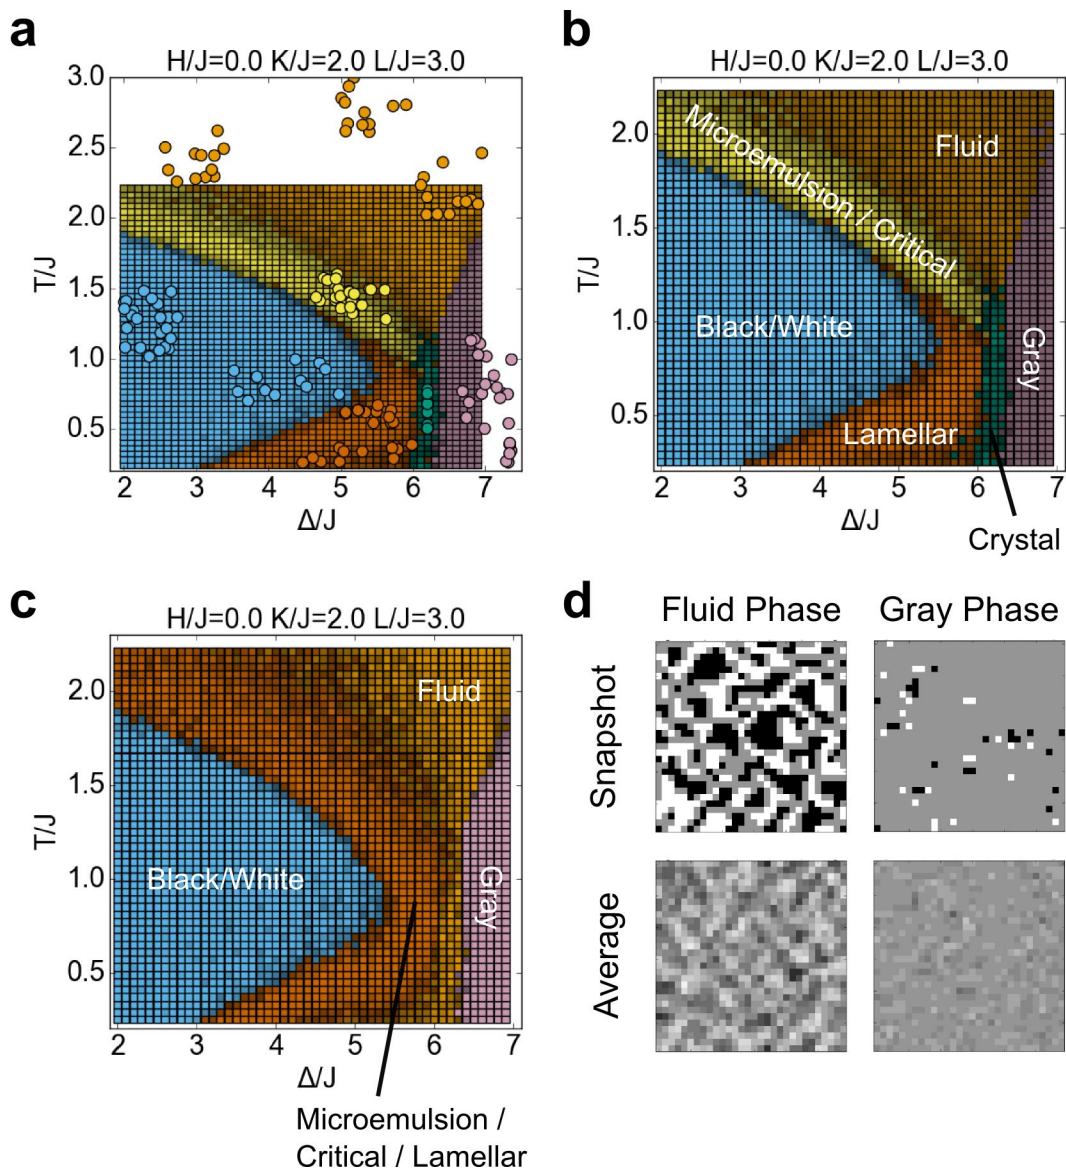 a
H/J=0.0 K/J=2.0 L/J=3.0
3.0
2.5
2.0
1.5
1.0
0.5
T/J
2 3 4 5 6 7
Δ/J
b
H/J=0.0 K/J=2.0 L/J=3.0
2.0
1.5
1.0
0.5
T/J
Microemulsion / Critical
Fluid
Black/White
Gray
Lamellar
2 3 4 5 6 7
Δ/J
Crystal
c
H/J=0.0 K/J=2.0 L/J=3.0
2.0
1.5
1.0
0.5
T/J
Fluid
Black/White
Gray
2 3 4 5 6 7
Δ/J
Microemulsion /
Critical / Lamellar
d
Fluid Phase Gray Phase
Snapshot
Average